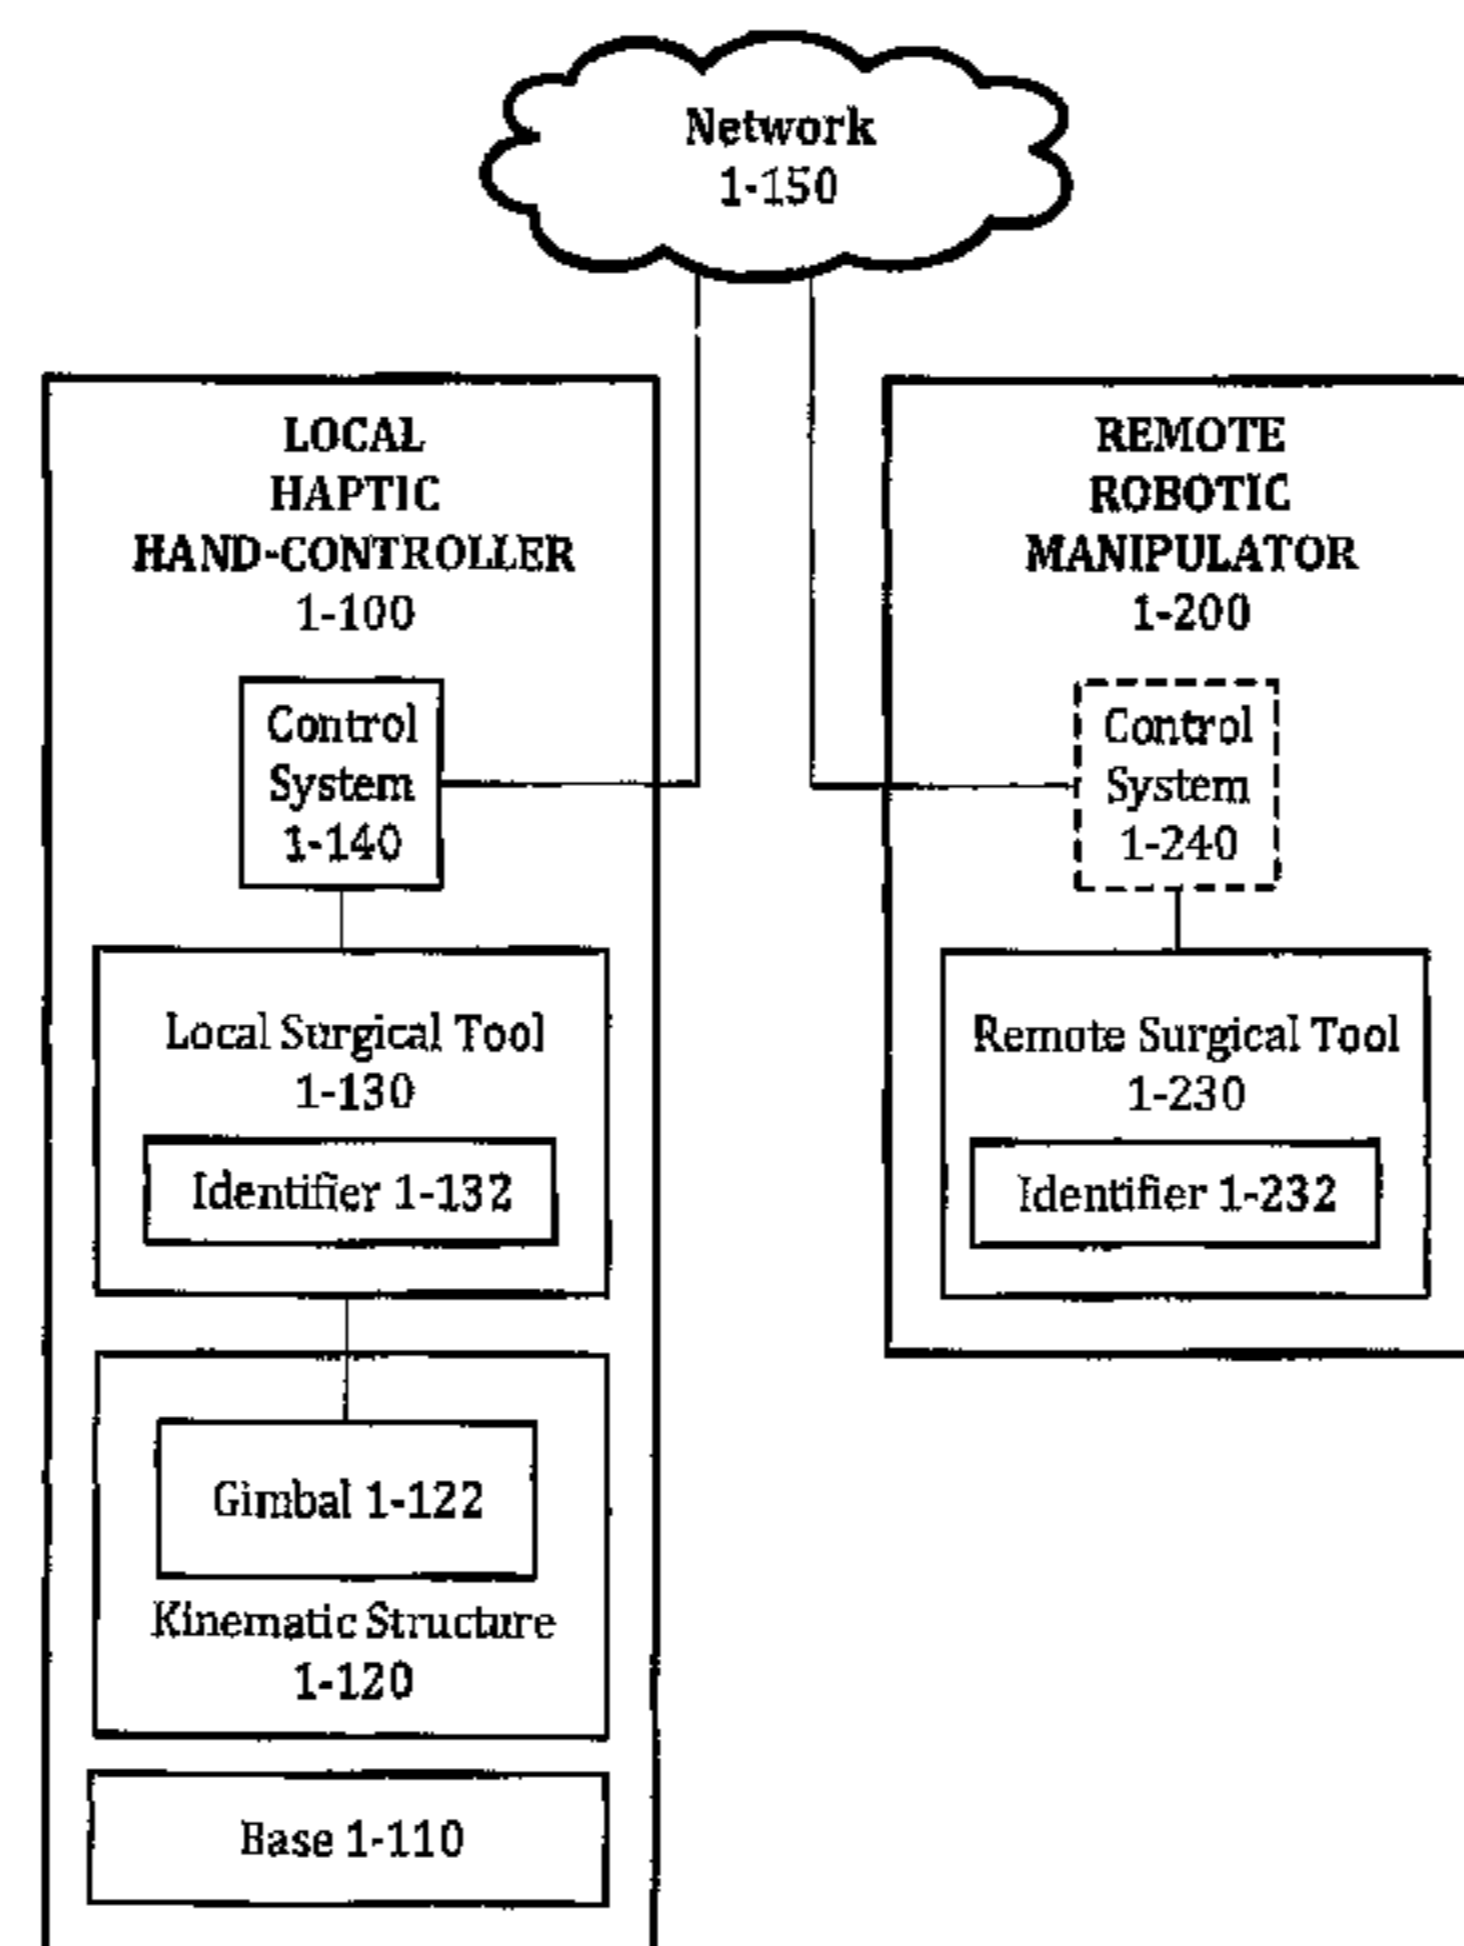 Network
1-150
LOCAL
HAPTIC
HAND-CONTROLLER
1-100
Control
System
1-140
Local Surgical Tool
1-130
Identifier 1-132
Gimbal 1-122
Kinematic Structure
1-120
Base 1-110
REMOTE
ROBOTIC
MANIPULATOR
1-200
Control
System
1-240
Remote Surgical Tool
1-230
Identifier 1-232